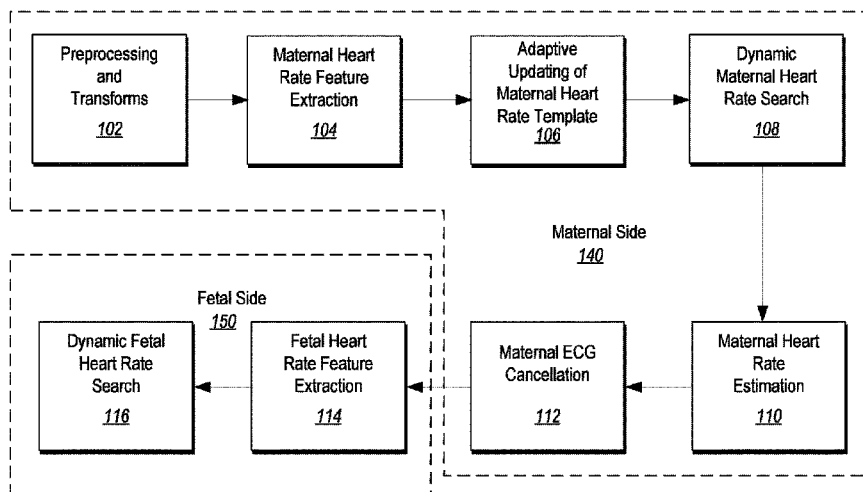 Preprocessing
and
Transforms
102
Maternal Heart
Rate Feature
Extraction
104
Adaptive
Updating of
Maternal Heart
Rate Template
106
Dynamic
Maternal Heart
Rate Search
108
Maternal Side
140
Maternal Heart
Rate
Estimation
110
Maternal ECG
Cancellation
112
Fetal Side
150
Fetal Heart
Rate Feature
Extraction
114
Dynamic Fetal
Heart Rate
Search
116